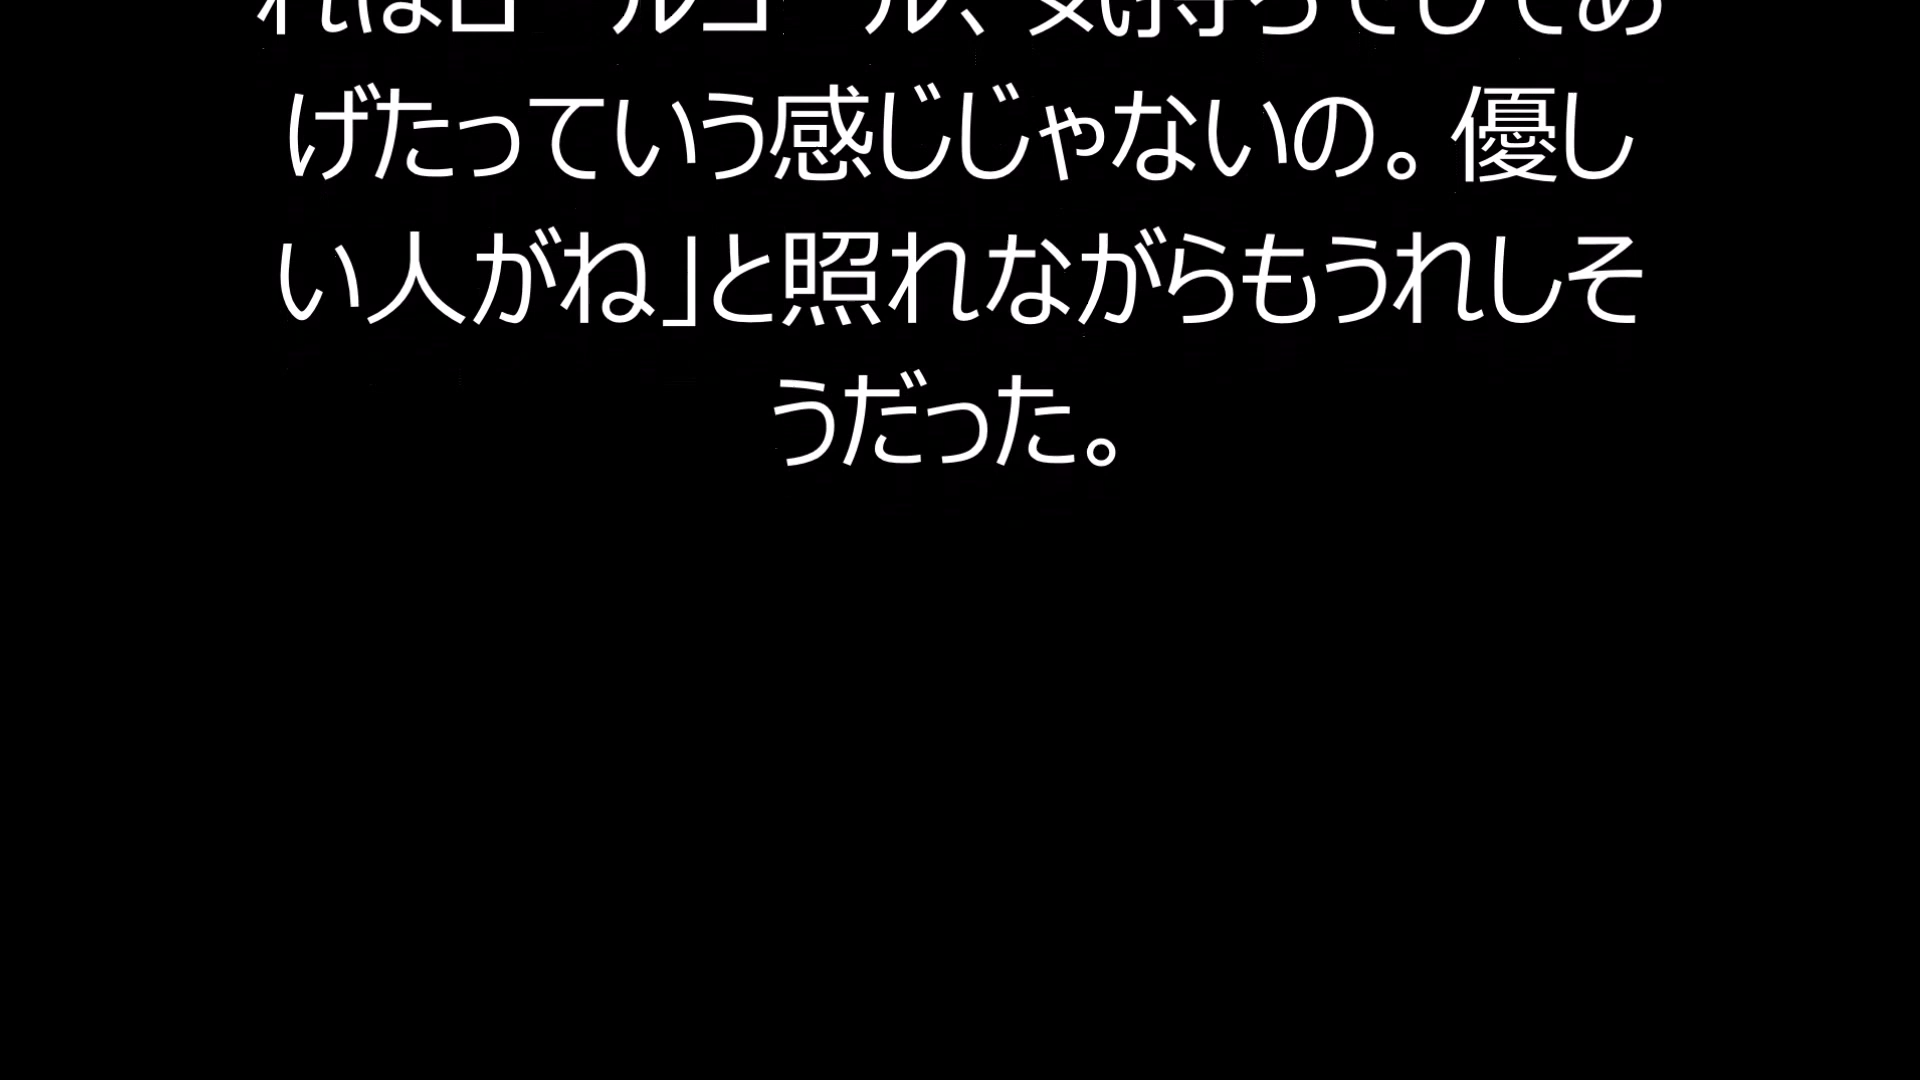 げたっていう感じじゃないの。優し
い人がね」と照れながらもうれしそ
うだった。